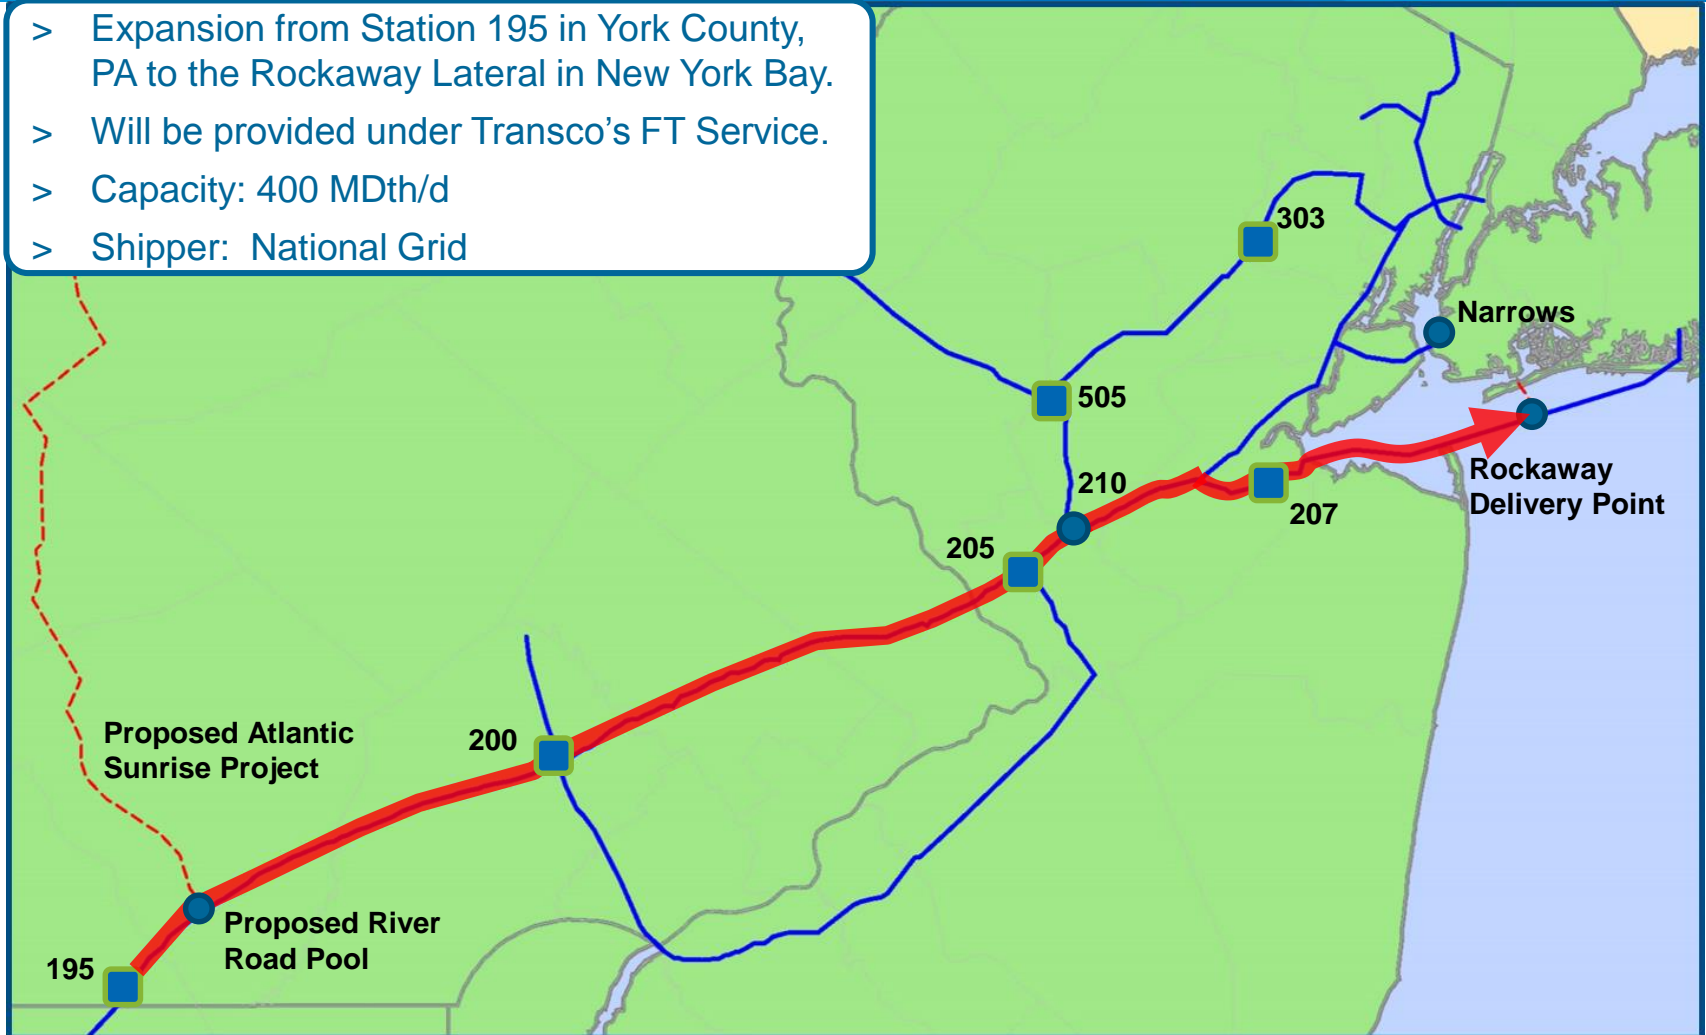 > Expansion from Station 195 in York County,
PA to the Rockaway Lateral in New York Bay.
> Will be provided under Transco’s FT Service.
> Capacity: 400 MDth/d
> Shipper: National Grid
303
Narrows
505
Rockaway
Delivery Point
210
207
205
Proposed Atlantic
Sunrise Project
200
Proposed River
Road Pool
195